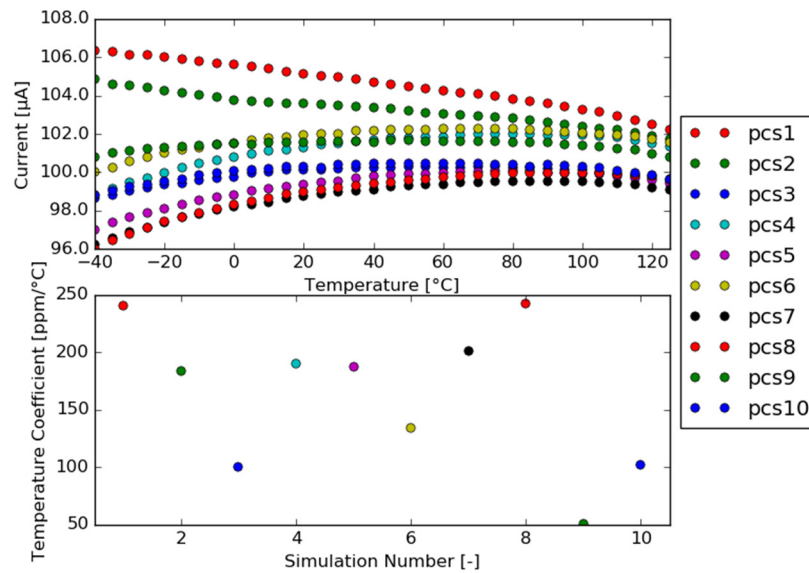 108.0
106.0
104.0
102.0
100.0
98.0
96.0
Current [µA]
−40 −20 0 20 40 60 80 100 120
Temperature [°C]
250
200
150
100
50
Temperature Coefficient [ppm/°C]
2 4 6 8 10
Simulation Number [-]
pcs1
pcs2
pcs3
pcs4
pcs5
pcs6
pcs7
pcs8
pcs9
pcs10